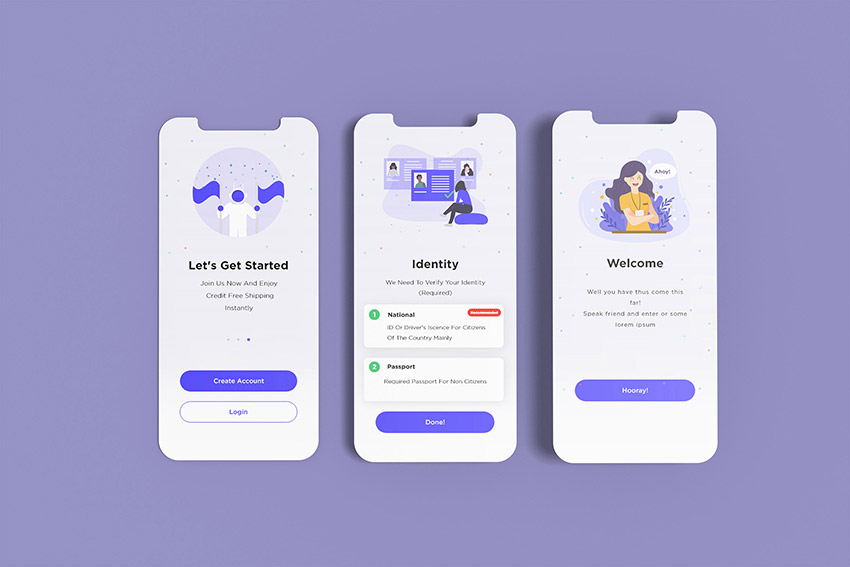 Let's Get Started
Join Us Now And Enjoy
Credit Free Shipping
Instantly
Create Account
Login
Identity
We Need To Verify Your Identity
(Required)
1 National Recommended
ID Or Driver's Iscence For Citizens
Of The Country Mainly
2 Passport
Required Passport For Non Citizens
Done!
Ahoy!
Welcome
Well you have thus come this
far!
Speak friend and enter or some
lorem ipsum
Hooray!